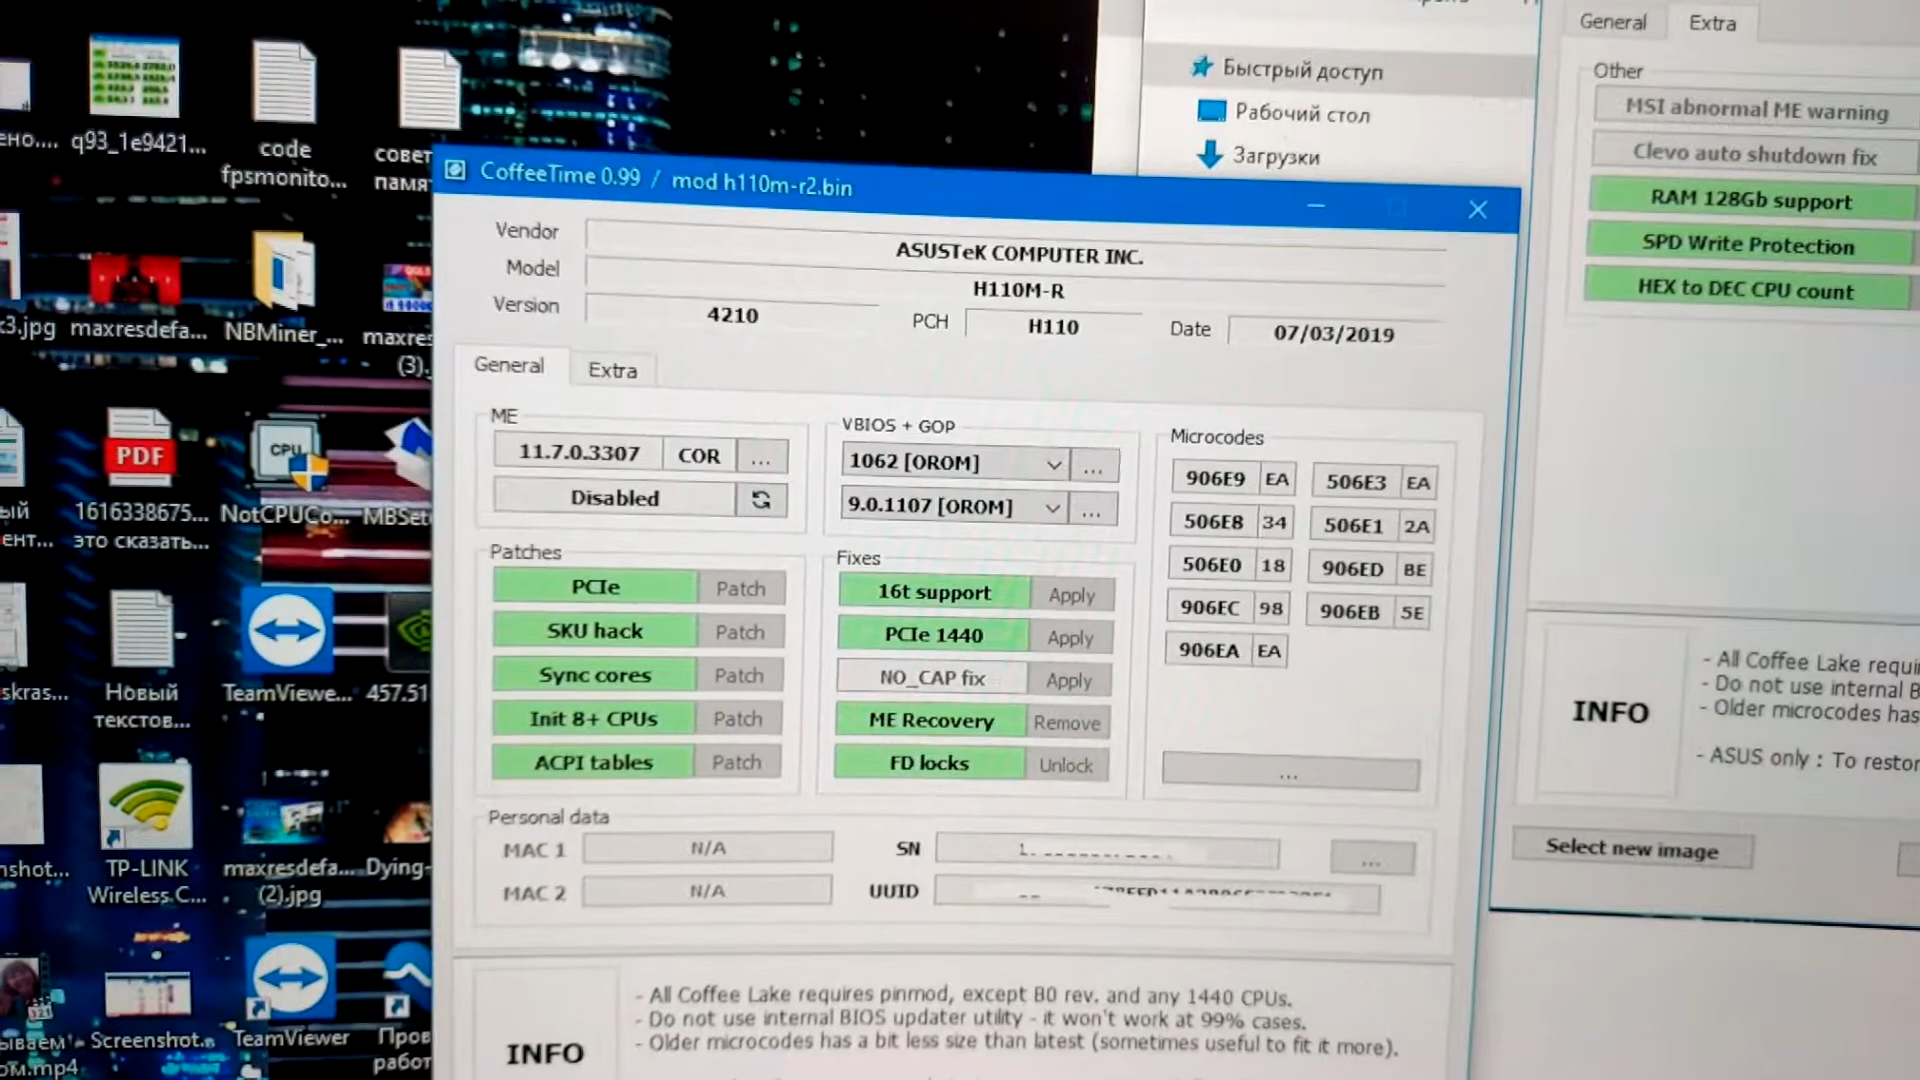 q93_1e9421...
code
fpsmonito...
совет
памя
k3.jpg
maxresdefa...
NBMiner_...
maxres
(3).
PDF
CPU
1616338675...
это сказать...
NotCPUCo...
MBSet
Новый
текстов...
TeamViewe...
457.51
skras...
TP-LINK
Wireless C...
maxresdefa...
(2).jpg
Dying-
nshot...
Screenshot...
TeamViewer
Пров
работ
ом.mp4
Быстрый доступ
Рабочий стол
Загрузки
CoffeeTime 0.99 / mod h110m-r2.bin
Vendor
ASUSTeK COMPUTER INC.
Model
H110M-R
Version
4210
PCH
H110
Date
07/03/2019
General
Extra
ME
11.7.0.3307
COR
...
Disabled
VBIOS + GOP
1062 [OROM]
...
9.0.1107 [OROM]
...
Microcodes
906E9 EA
506E3 EA
506E8 34
506E1 2A
506E0 18
906ED BE
906EC 98
906EB 5E
906EA EA
...
Patches
PCIe Patch
SKU hack Patch
Sync cores Patch
Init 8+ CPUs Patch
ACPI tables Patch
Fixes
16t support Apply
PCIe 1440 Apply
NO_CAP fix Apply
ME Recovery Remove
FD locks Unlock
Personal data
MAC 1 N/A
SN
...
MAC 2 N/A
UUID
INFO
- All Coffee Lake requires pinmod, except B0 rev. and any 1440 CPUs.
- Do not use internal BIOS updater utility - it won't work at 99% cases.
- Older microcodes has a bit less size than latest (sometimes useful to fit it more).
General
Extra
Other
MSI abnormal ME warning
Clevo auto shutdown fix
RAM 128Gb support
SPD Write Protection
HEX to DEC CPU count
INFO
- All Coffee Lake requi
- Do not use internal B
- Older microcodes has
- ASUS only : To restor
Select new image